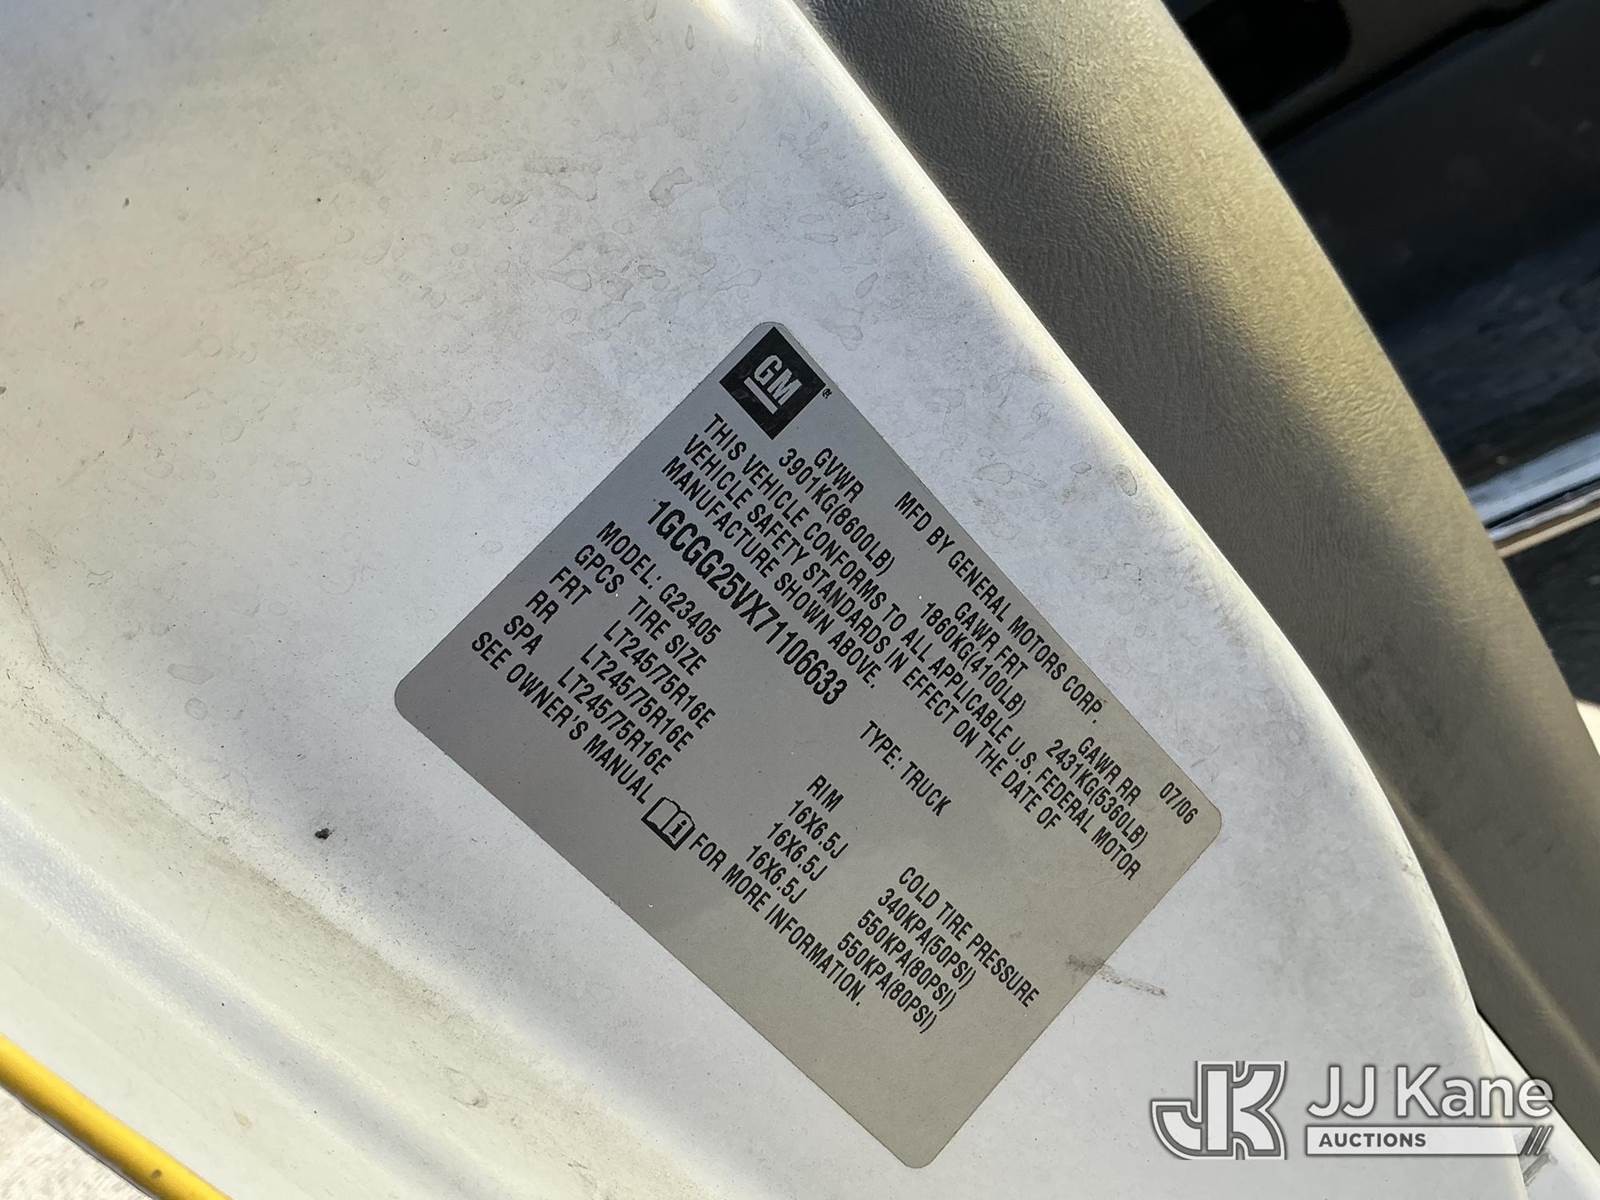 GM®
MFD BY GENERAL MOTORS CORP. 07/06
GVWR GAWR FRT GAWR RR
3901KG(8600LB) 1860KG(4100LB) 2431KG(5360LB)
THIS VEHICLE CONFORMS TO ALL APPLICABLE U.S. FEDERAL MOTOR
VEHICLE SAFETY STANDARDS IN EFFECT ON THE DATE OF
MANUFACTURE SHOWN ABOVE.
1GCGG25VX71106633 TYPE: TRUCK
MODEL: G23405
GPCS TIRE SIZE RIM COLD TIRE PRESSURE
FRT LT245/75R16E 16X6.5J 340KPA(50PSI)
RR LT245/75R16E 16X6.5J 550KPA(80PSI)
SPA LT245/75R16E 16X6.5J 550KPA(80PSI)
SEE OWNER'S MANUAL FOR MORE INFORMATION.
JK JJ Kane
AUCTIONS